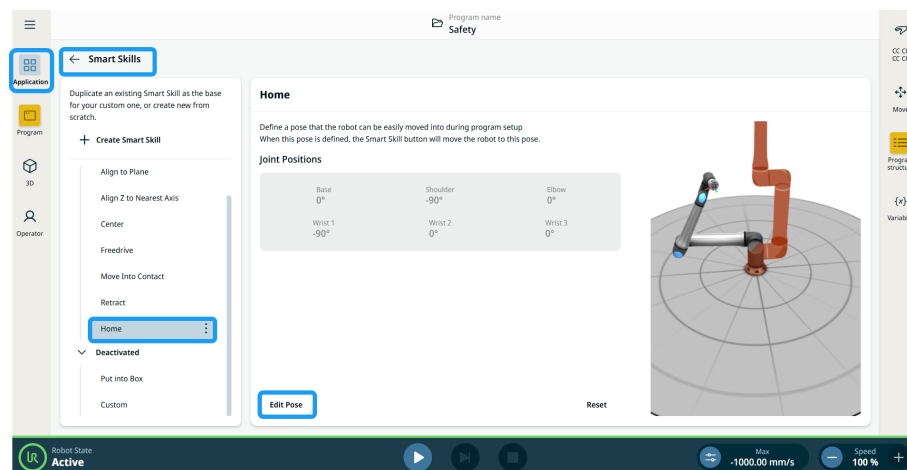 Program name
Safety
Smart Skills
Application
Program
3D
Operator
Duplicate an existing Smart Skill as the base
for your custom one, or create new from
scratch.
Create Smart Skill
Align to Plane
Align Z to Nearest Axis
Center
Freedrive
Move Into Contact
Retract
Home
Deactivated
Put into Box
Custom
Home
Define a pose that the robot can be easily moved into during program setup
When this pose is defined, the Smart Skill button will move the robot to this pose.
Joint Positions
Base
Shoulder
Elbow
0°
-90°
0°
Wrist 1
Wrist 2
Wrist 3
-90°
0°
0°
Edit Pose
Reset
CC C
CC C
Move
Progra
structu
{x}
Variab
UR
Robot State
Active
Max
-1000.00 mm/s
Speed
100 %